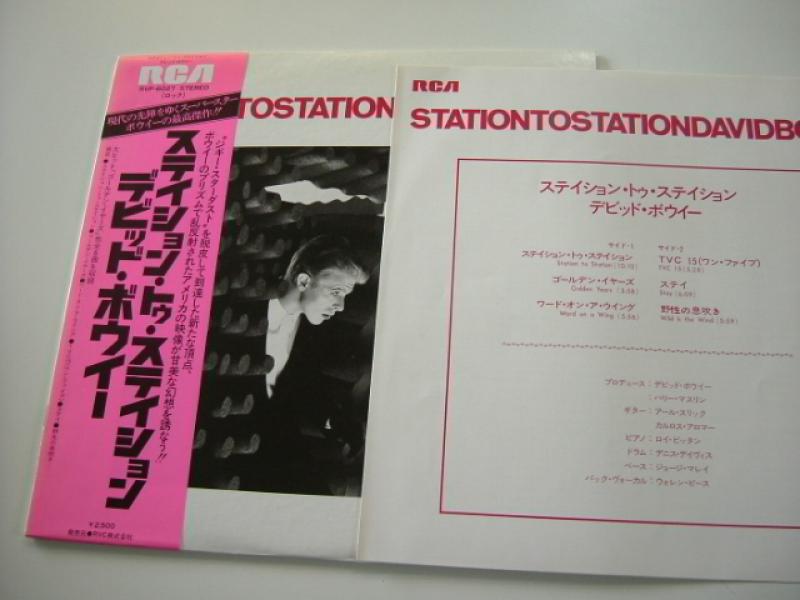 RCA
RVP-6027 STEREO
(ロック)
現代の先陣をゆくスーパースター
ボウイーの最高傑作!!
“ジギー・スターダスト”を脱皮して到達した新たな頂点、
ボウイーのプリズムで乱反射されたアメリカの映像が甘美な幻想を誘なう!!
ステイション・トゥ・ステイション
デビッド・ボウイー
¥2,500
発売元●RVC株式会社
TOSTATION
RCA
STATIONTOSTATIONDAVIDBO
ステイション・トゥ・ステイション
デビッド・ボウイー
サイド・1
ステイション・トゥ・ステイション
Station to Station (10:10)
ゴールデン・イヤーズ
Golden Years (3:58)
ワード・オン・ア・ウイング
Word on a Wing (5:58)
サイド・2
TVC 15(ワン・ファイブ)
TVC 15 (5:29)
ステイ
Stay (6:09)
野性の息吹き
Wild is the Wind (5:59)
プロデュース:デビッド・ボウイー
:ハリー・マスリン
ギター:アール・スリック
カルロス・アロマー
ピアノ:ロイ・ビッタン
ドラム:デニス・デイヴィス
ベース:ジョージ・マレイ
バック・ヴォーカル:ウォレン・ピース